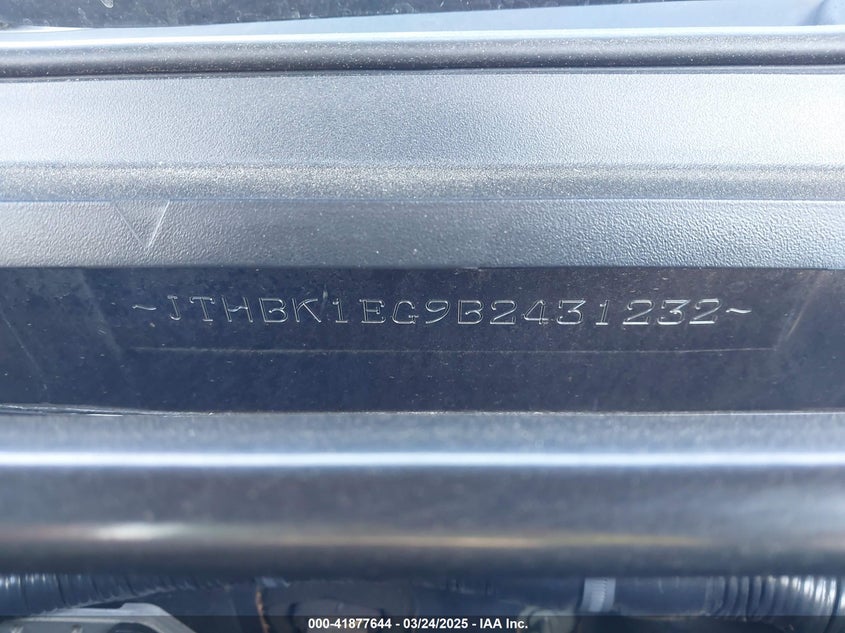 ~JTHBK1EG9B2431232~
000-41877644 — 03/24/2025 — IAA Inc.